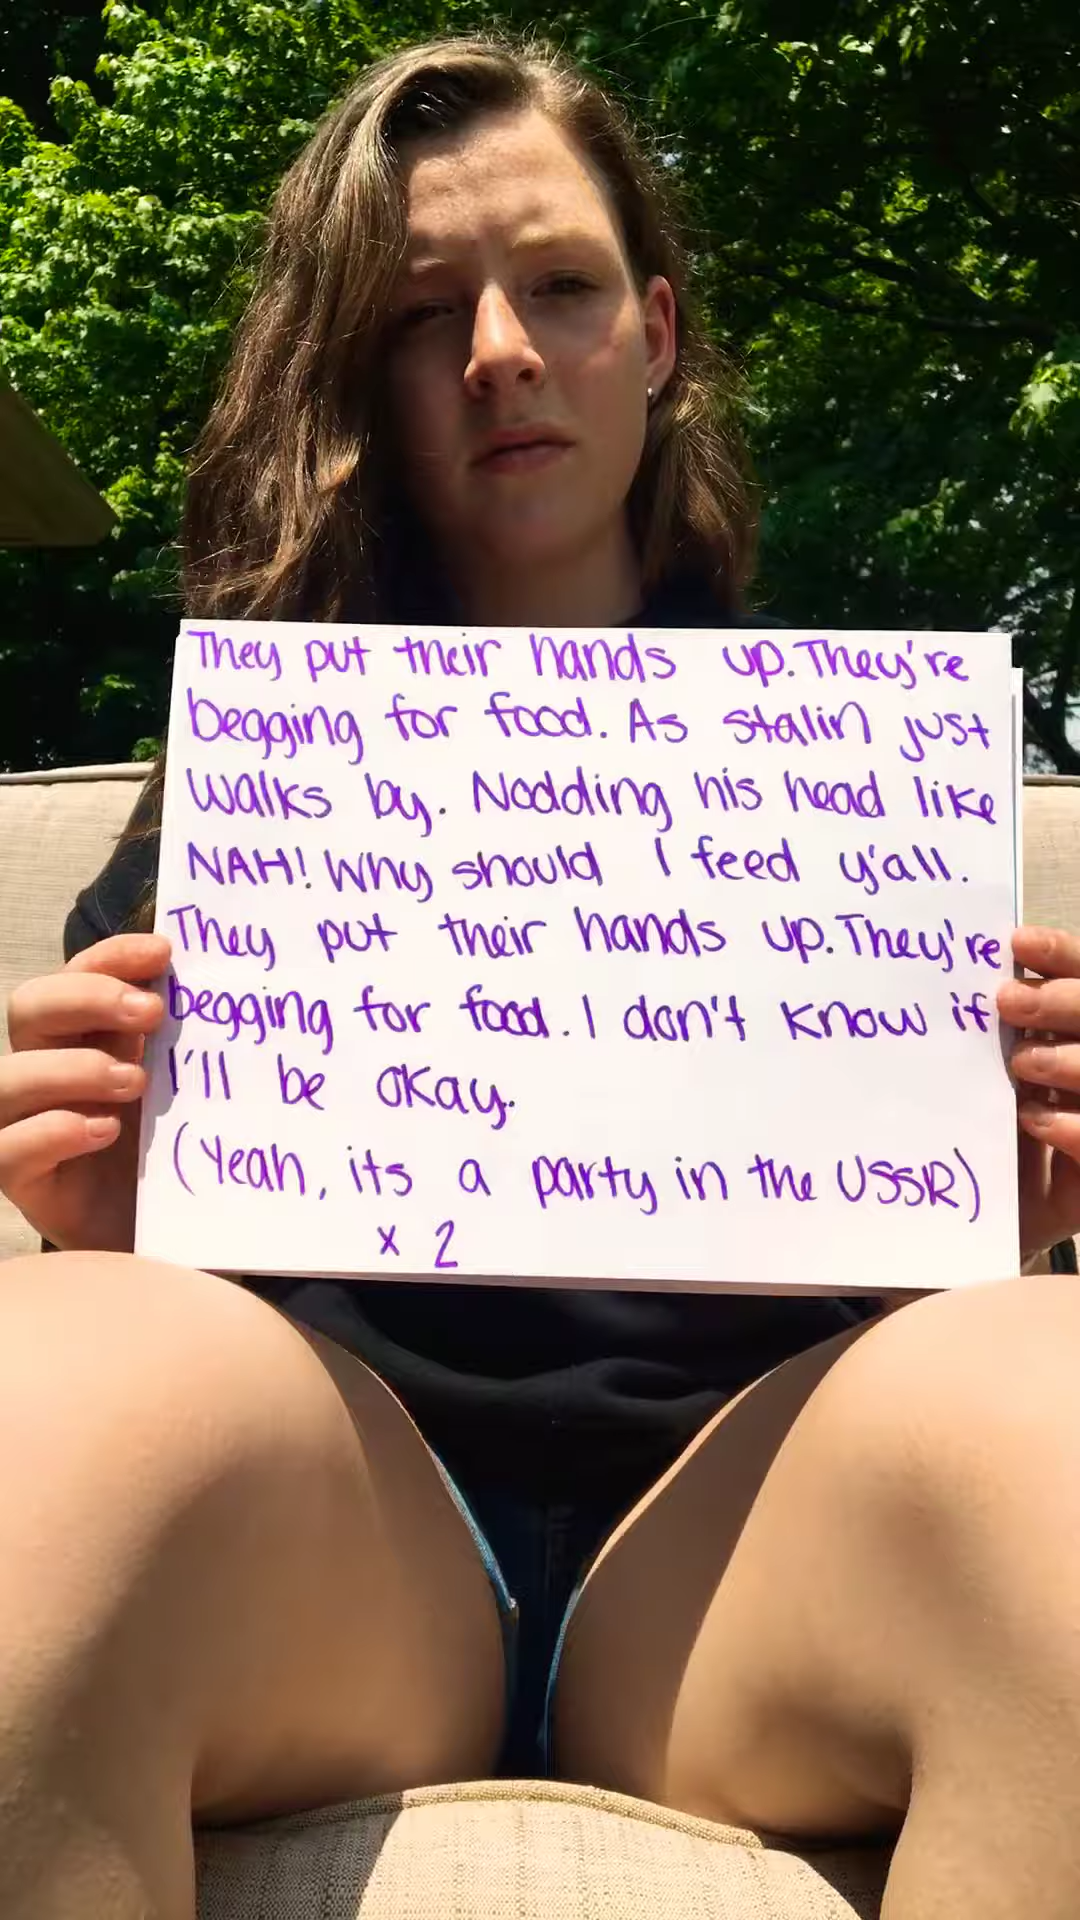 They put their hands up. They're
begging for food. As stalin just
walks by. Nodding his head like
NAH! Why should I feed y'all.
They put their hands up. They're
begging for food. I don't know if
I'll be okay.
(Yeah, its a party in the USSR)
x 2